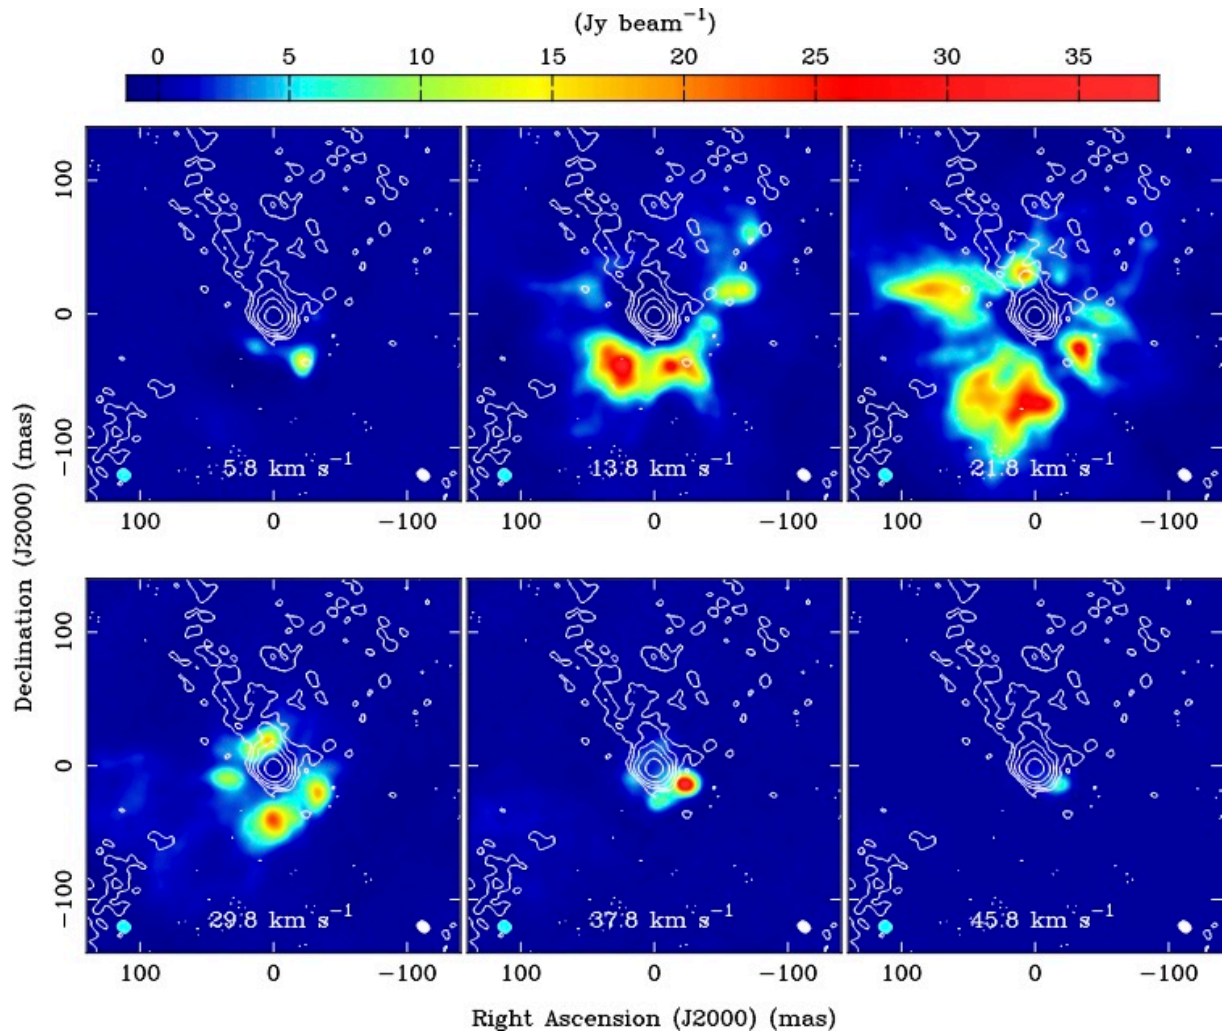 (Jy beam⁻¹)
0 5 10 15 20 25 30 35
100
0
−100
5.8 km s⁻¹
13.8 km s⁻¹
21.8 km s⁻¹
100 0 −100
100 0 −100
100 0 −100
Declination (J2000) (mas)
100
0
−100
29.8 km s⁻¹
37.8 km s⁻¹
45.8 km s⁻¹
100 0 −100
100 0 −100
100 0 −100
Right Ascension (J2000) (mas)